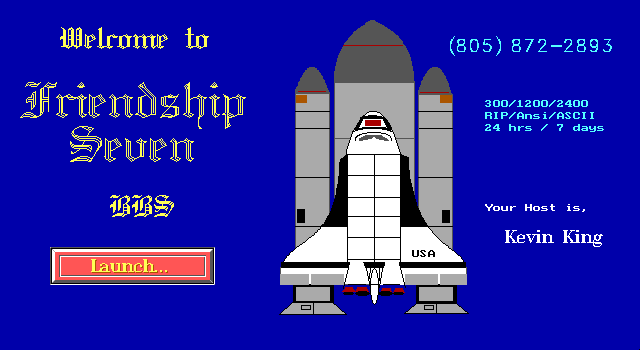 Welcome to
Friendship
Seven
BBS
Launch...
(805) 872-2893
300/1200/2400
RIP/Ansi/ASCII
24 hrs / 7 days
Your Host is,
Kevin King
USA